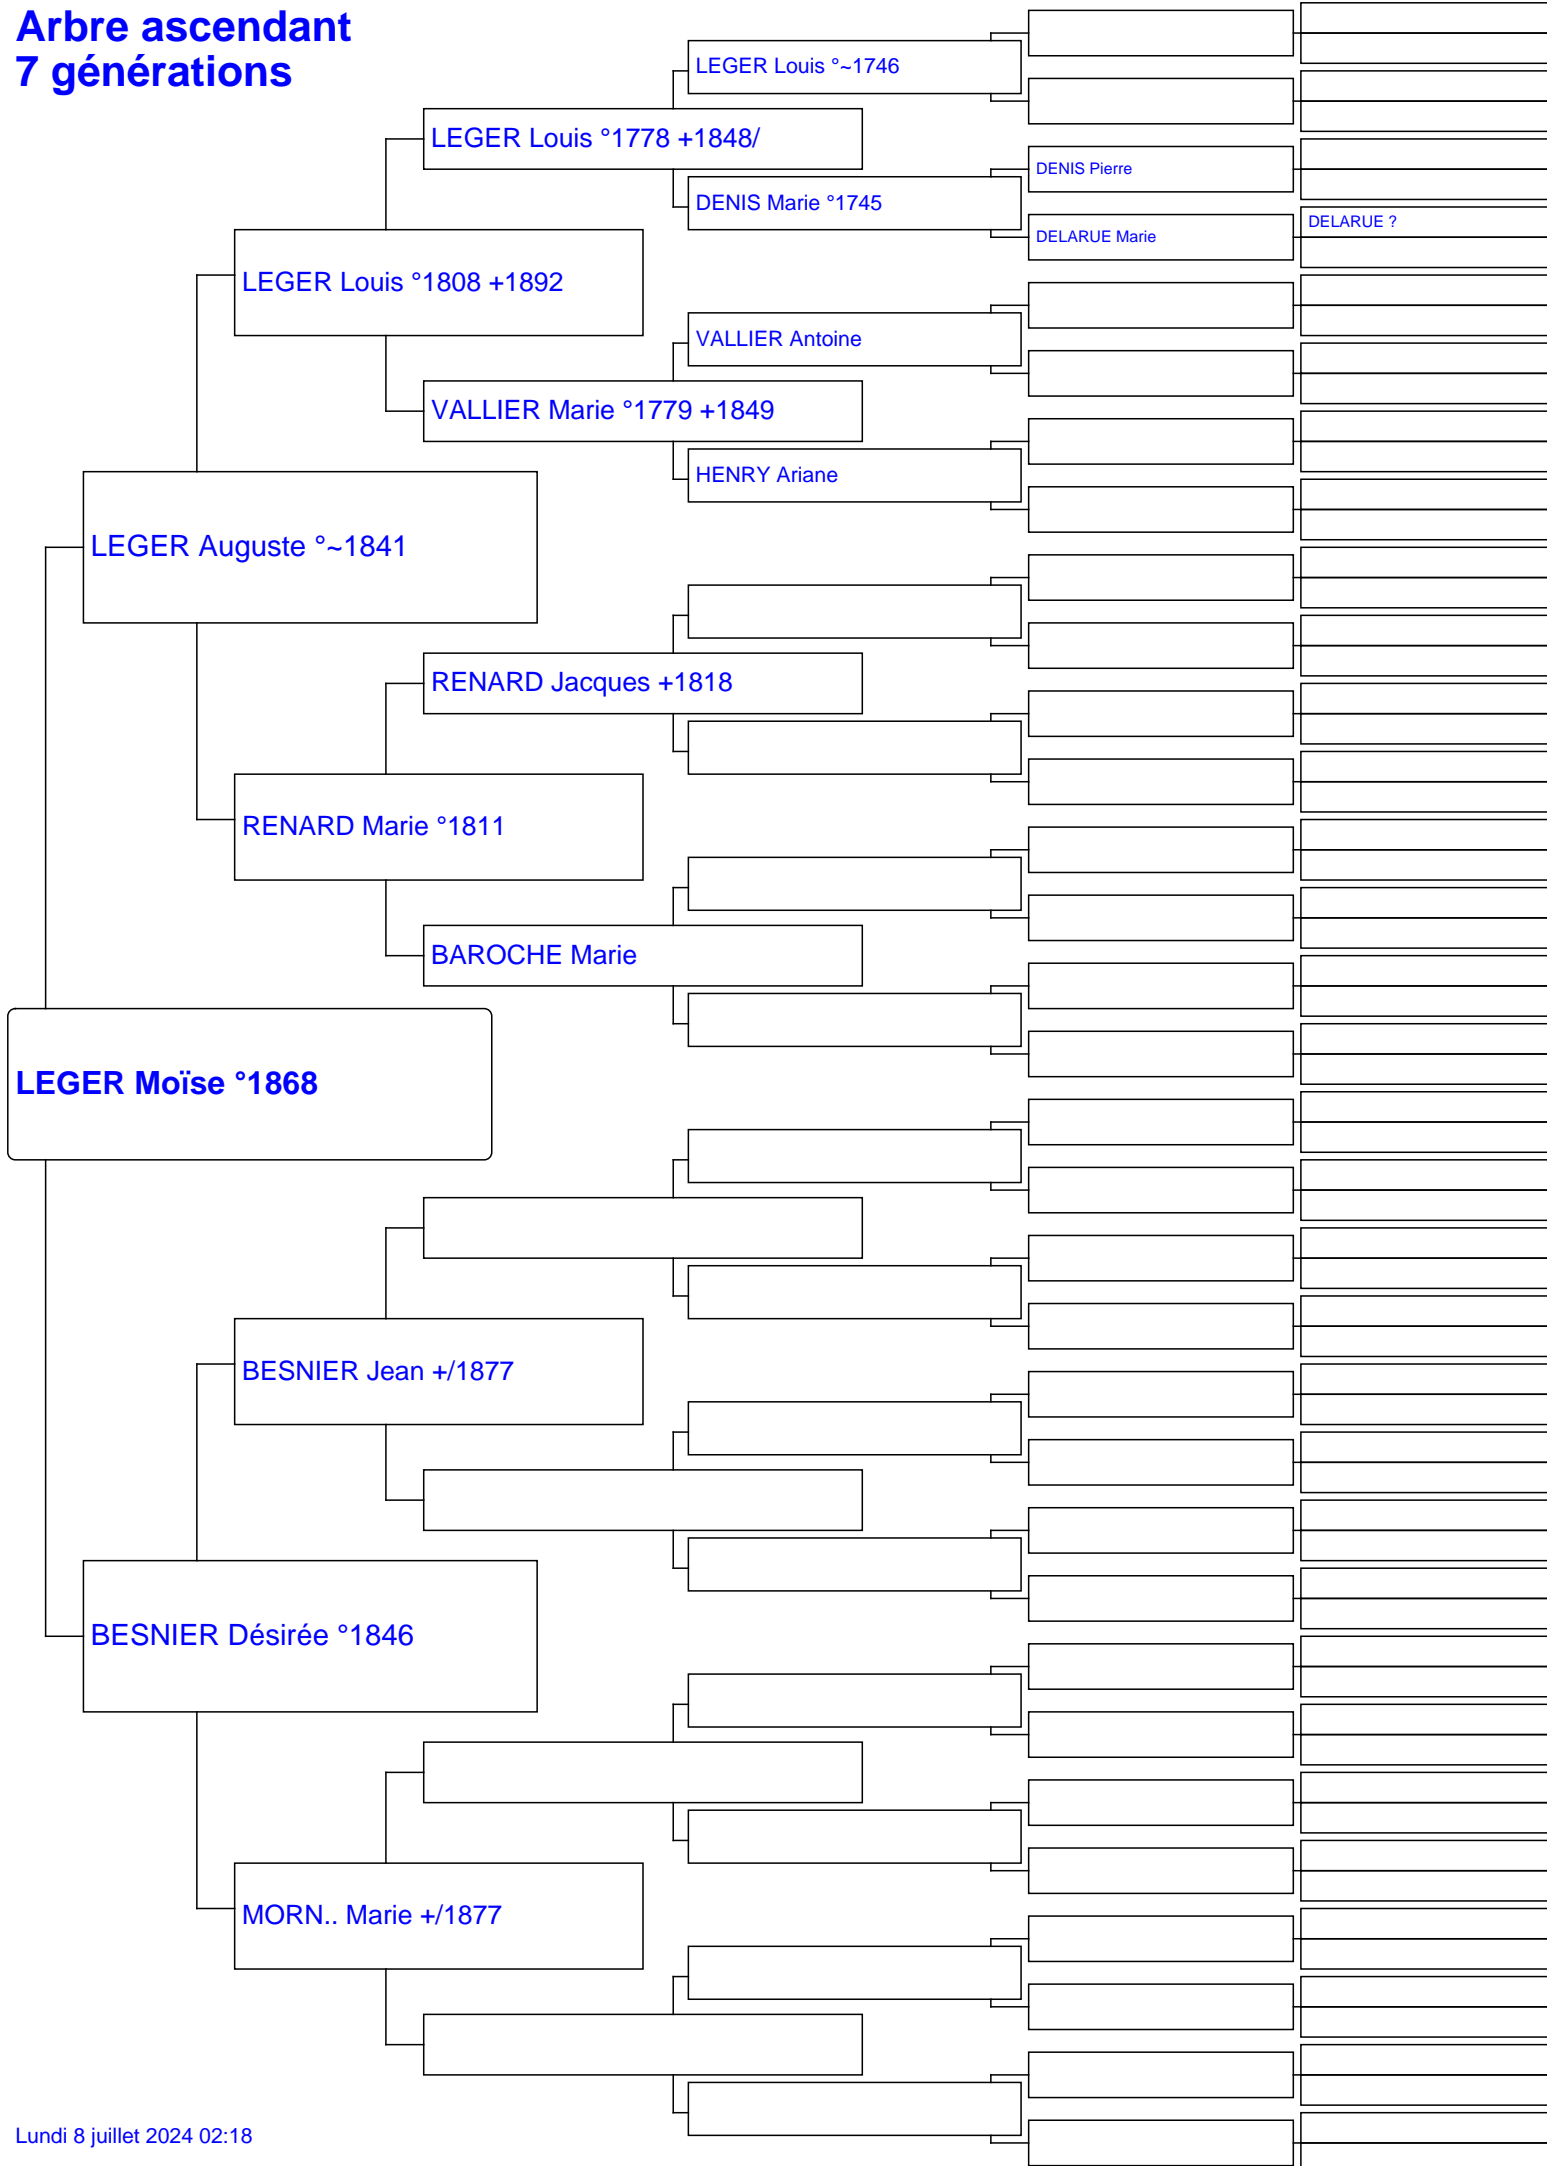 Arbre ascendant
7 générations
LEGER Louis °~1746
LEGER Louis °1778 +1848/
DENIS Pierre
DENIS Marie °1745
DELARUE ?
DELARUE Marie
LEGER Louis °1808 +1892
VALLIER Antoine
VALLIER Marie °1779 +1849
HENRY Ariane
LEGER Auguste °~1841
RENARD Jacques +1818
RENARD Marie °1811
BAROCHE Marie
LEGER Moïse °1868
BESNIER Jean +/1877
BESNIER Désirée °1846
MORN.. Marie +/1877
Lundi 8 juillet 2024 02:18